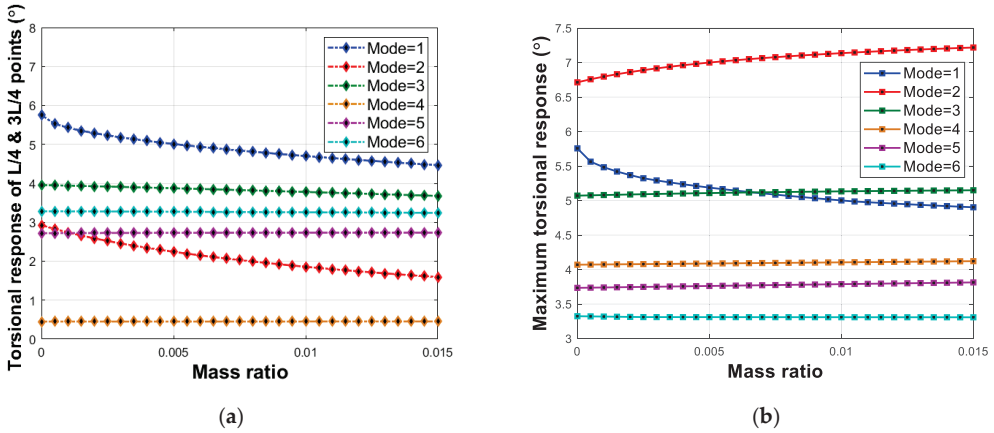 Torsional response of L/4 & 3L/4 points (°)
8
7
6
5
4
3
2
1
0
0
0.005
0.01
0.015
Mass ratio
Mode=1
Mode=2
Mode=3
Mode=4
Mode=5
Mode=6
(a)
Maximum torsional response (°)
7.5
7
6.5
6
5.5
5
4.5
4
3.5
3
0
0.005
0.01
0.015
Mass ratio
Mode=1
Mode=2
Mode=3
Mode=4
Mode=5
Mode=6
(b)